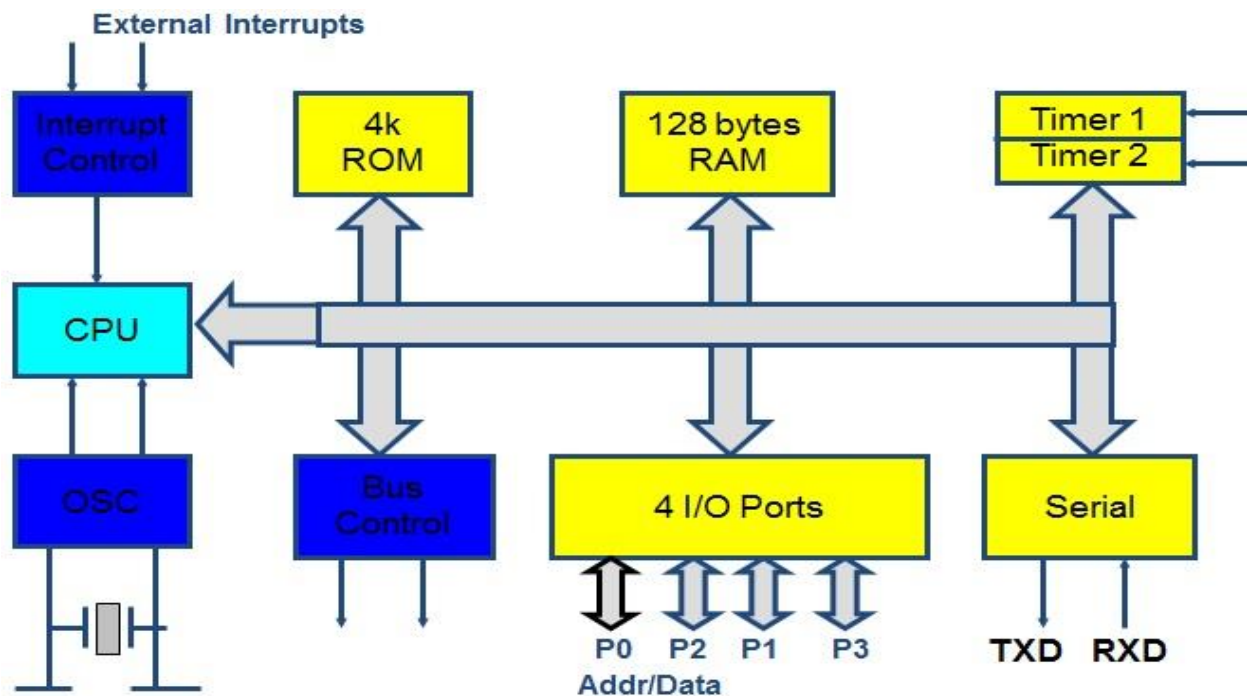 External Interrupts
Interrupt
Control
4k
ROM
128 bytes
RAM
Timer 1
Timer 2
CPU
OSC
Bus
Control
4 I/O Ports
Serial
P0 P2 P1 P3
Addr/Data
TXD RXD